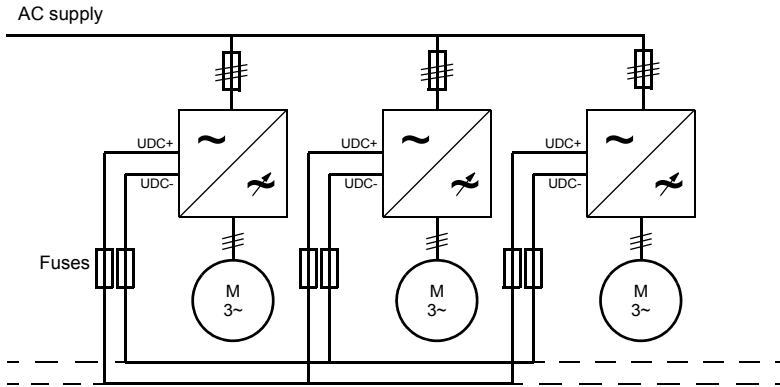 AC supply
UDC+
UDC-
UDC+
UDC-
UDC+
UDC-
Fuses
M
3~
M
3~
M
3~